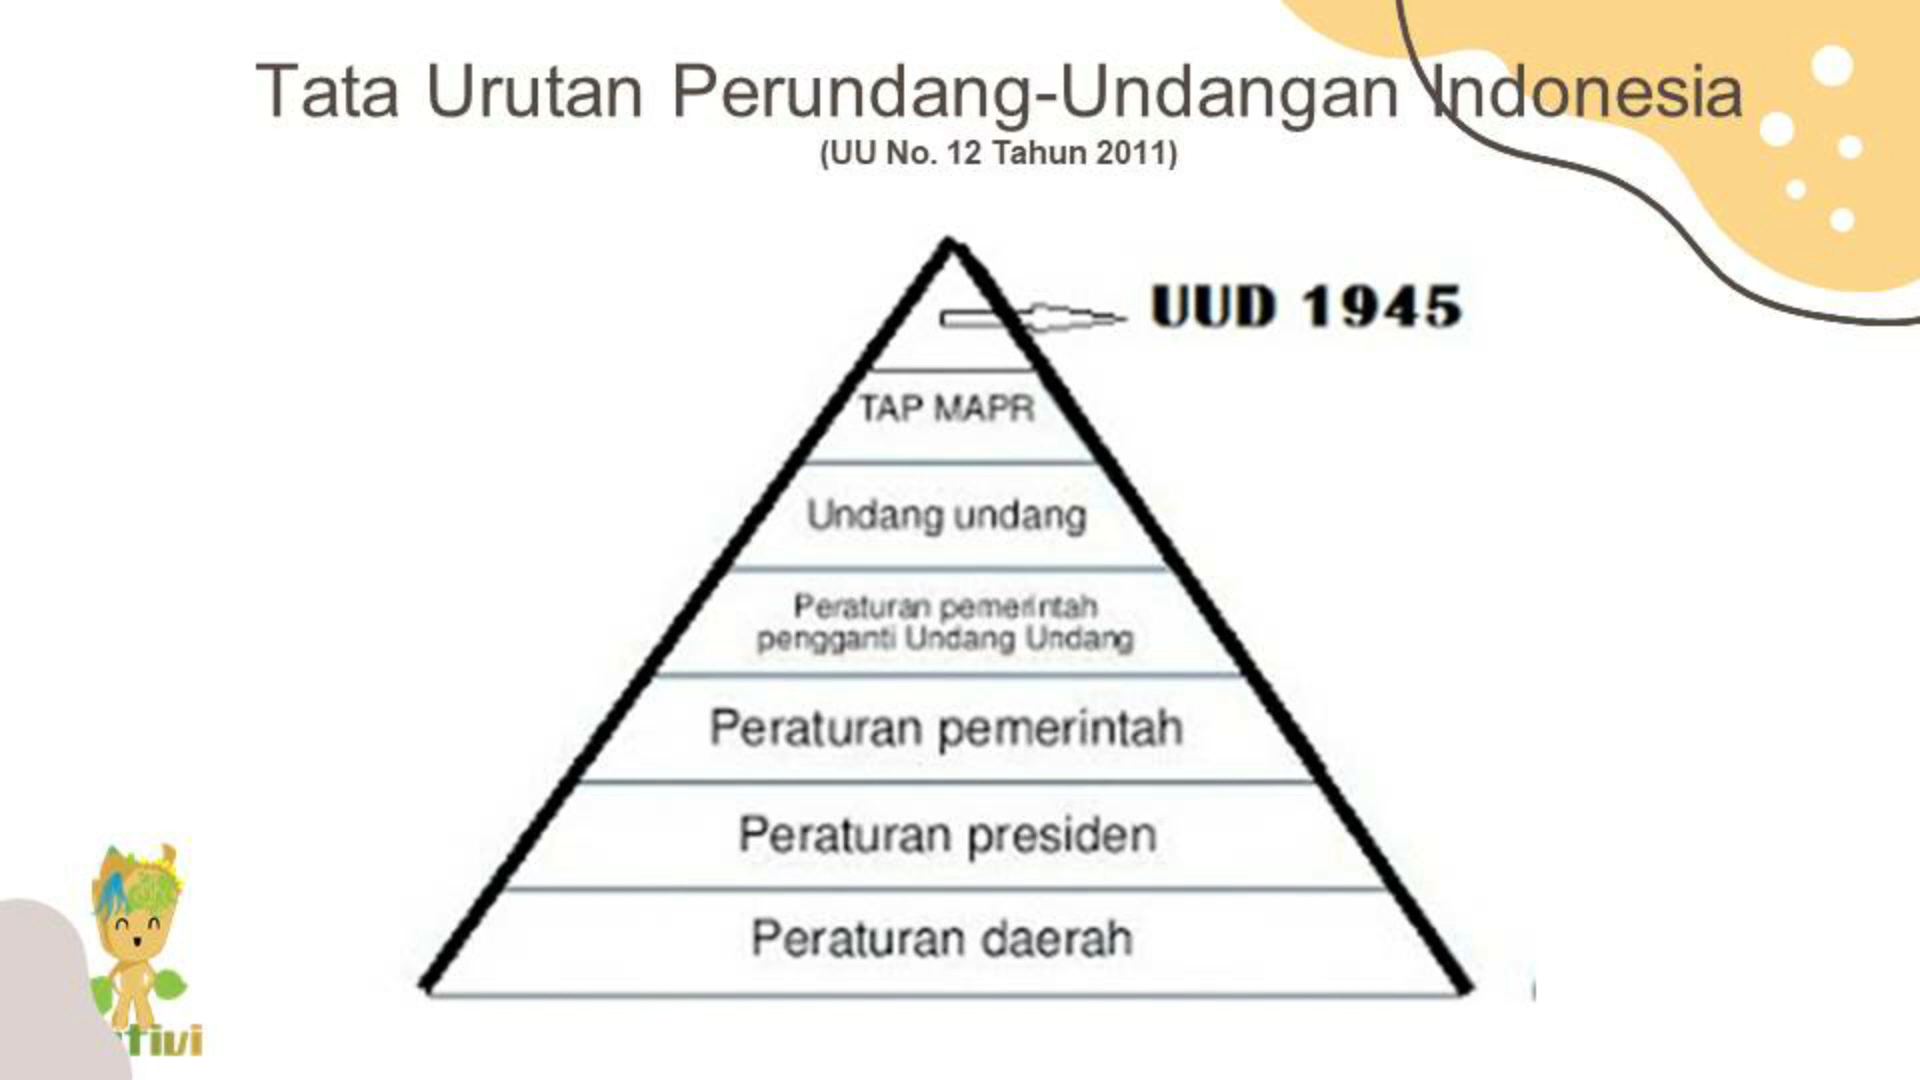 Tata Urutan Perundang-Undangan Indonesia
(UU No. 12 Tahun 2011)
UUD 1945
TAP MAPR
Undang undang
Peraturan pemerintah
pengganti Undang Undang
Peraturan pemerintah
Peraturan presiden
Peraturan daerah